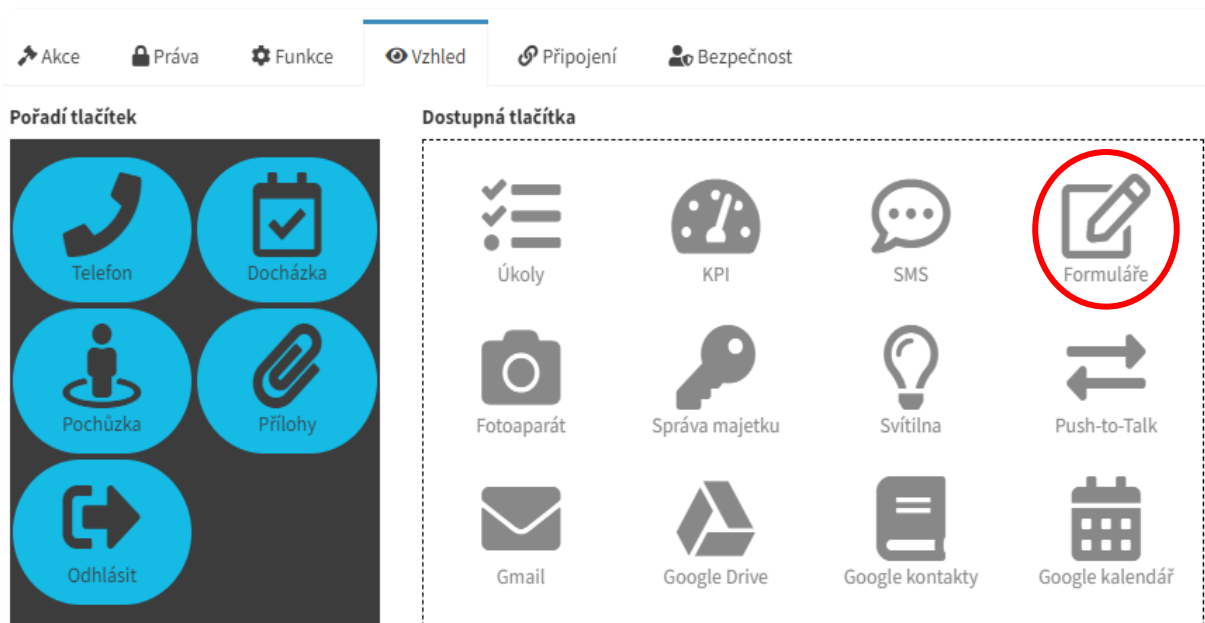 Akce Práva Funkce Vzhled Připojení Bezpečnost
Pořadí tlačítek
Telefon Docházka
Pochůzka Přílohy
Odhlásit
Dostupná tlačítka
Úkoly KPI SMS Formuláře
Fotoaparát Správa majetku Svítilna Push-to-Talk
Gmail Google Drive Google kontakty Google kalendář